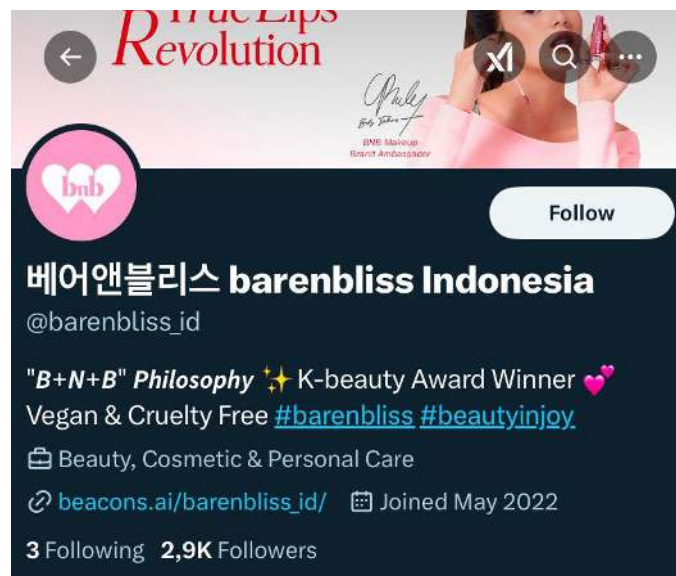 True Lips
Revolution
BNB Makeup
Brand Ambassador
bnb
Follow
베어앤블리스 barenbliss Indonesia
@barenbliss_id
"B+N+B" Philosophy ✨ K-beauty Award Winner 💕
Vegan & Cruelty Free #barenbliss #beautyinjoy
Beauty, Cosmetic & Personal Care
beacons.ai/barenbliss_id/ Joined May 2022
3 Following 2,9K Followers